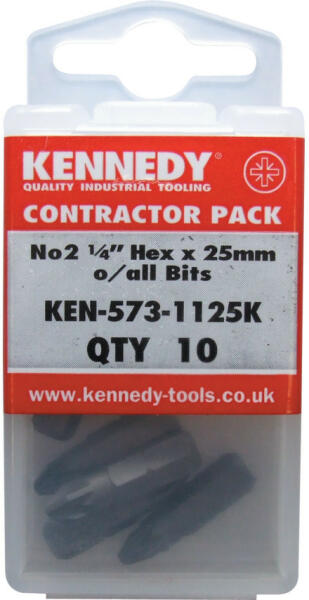 KENNEDY®
QUALITY INDUSTRIAL TOOLING
CONTRACTOR PACK
No2 ¼" Hex x 25mm
o/all Bits
KEN-573-1125K
QTY 10
www.kennedy-tools.co.uk